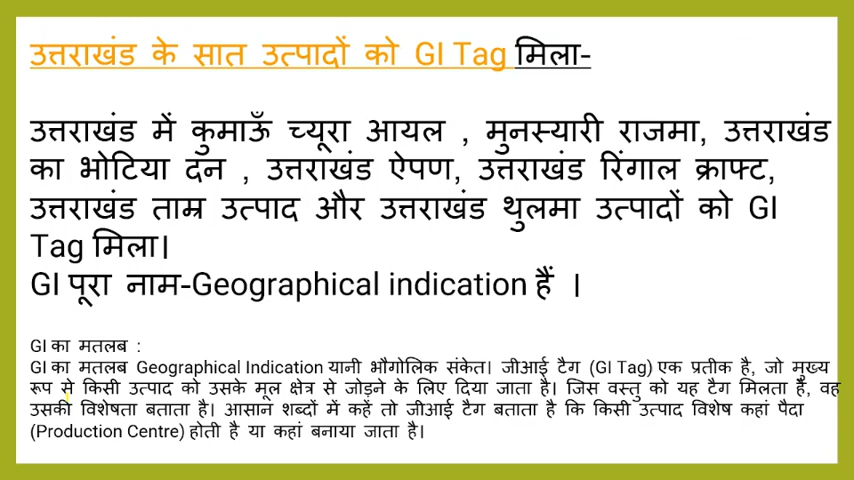 उत्तराखंड के सात उत्पादों को GI Tag मिला-
उत्तराखंड में कुमाऊँ च्यूरा आयल , मुनस्यारी राजमा, उत्तराखंड
का भोटिया दन , उत्तराखंड ऐपण, उत्तराखंड रिंगाल क्राफ्ट,
उत्तराखंड ताम्र उत्पाद और उत्तराखंड थुलमा उत्पादों को GI
Tag मिला।
GI पूरा नाम-Geographical indication हैं ।
GI का मतलब :
GI का मतलब Geographical Indication यानी भौगोलिक संकेत। जीआई टैग (GI Tag) एक प्रतीक है, जो मुख्य
रूप से किसी उत्पाद को उसके मूल क्षेत्र से जोड़ने के लिए दिया जाता है। जिस वस्तु को यह टैग मिलता है, वह
उसकी विशेषता बताता है। आसान शब्दों में कहें तो जीआई टैग बताता है कि किसी उत्पाद विशेष कहां पैदा
(Production Centre) होती है या कहां बनाया जाता है।